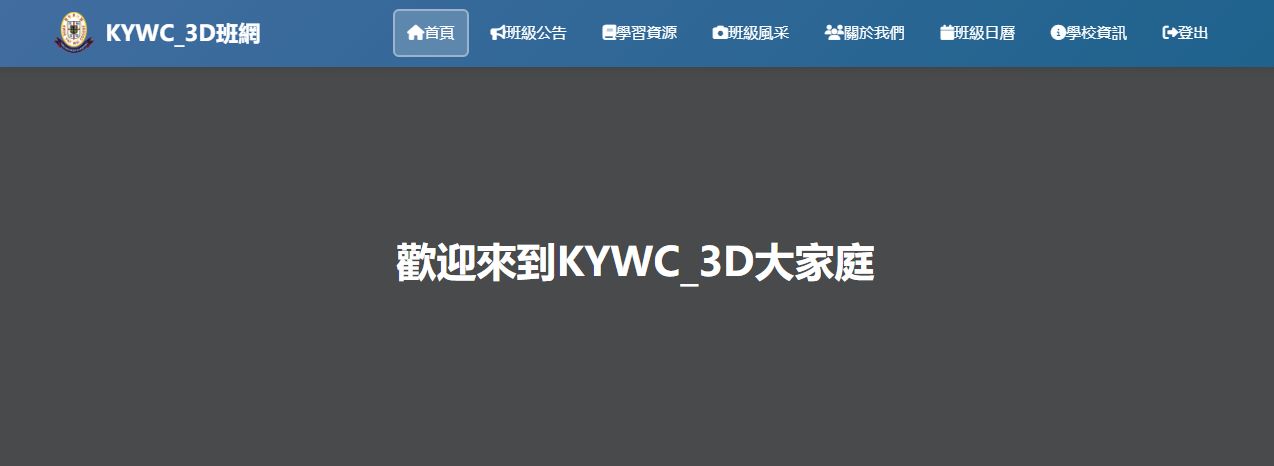 KYWC_3D班網
首頁
班級公告
學習資源
班級風采
關於我們
班級日曆
學校資訊
登出
歡迎來到KYWC_3D大家庭